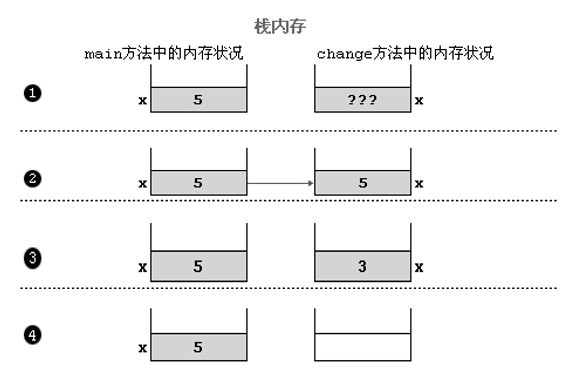 栈内存
main方法中的内存状况 change方法中的内存状况
❶ x 5 ??? x
❷ x 5 5 x
❸ x 5 3 x
❹ x 5